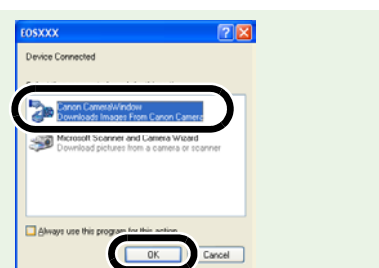 EOSXXX
Device Connected
Canon CameraWindow
Downloads Images From Canon Camera
Microsoft Scanner and Camera Wizard
Download pictures from a camera or scanner
Always use this program for this action
OK
Cancel